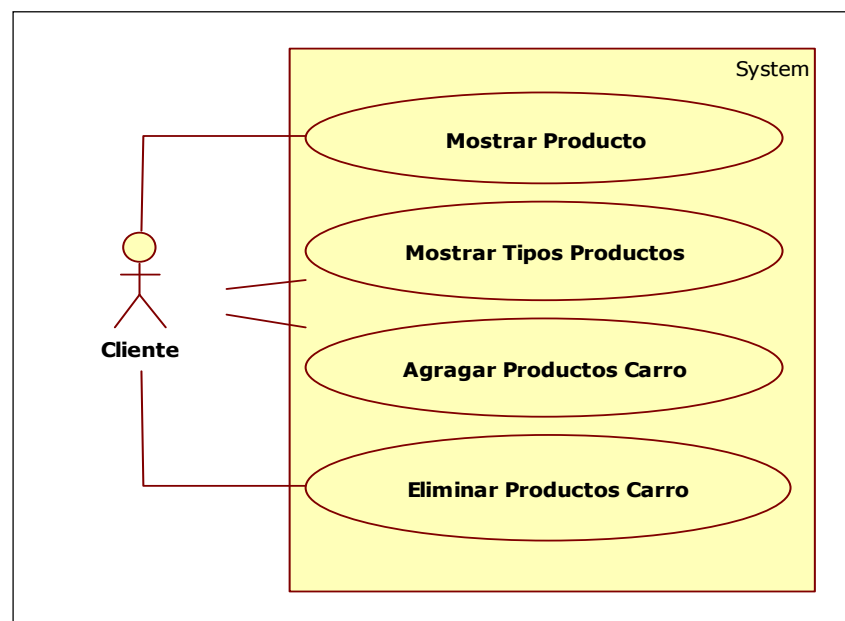 System
Mostrar Producto
Mostrar Tipos Productos
Cliente
Agragar Productos Carro
Eliminar Productos Carro